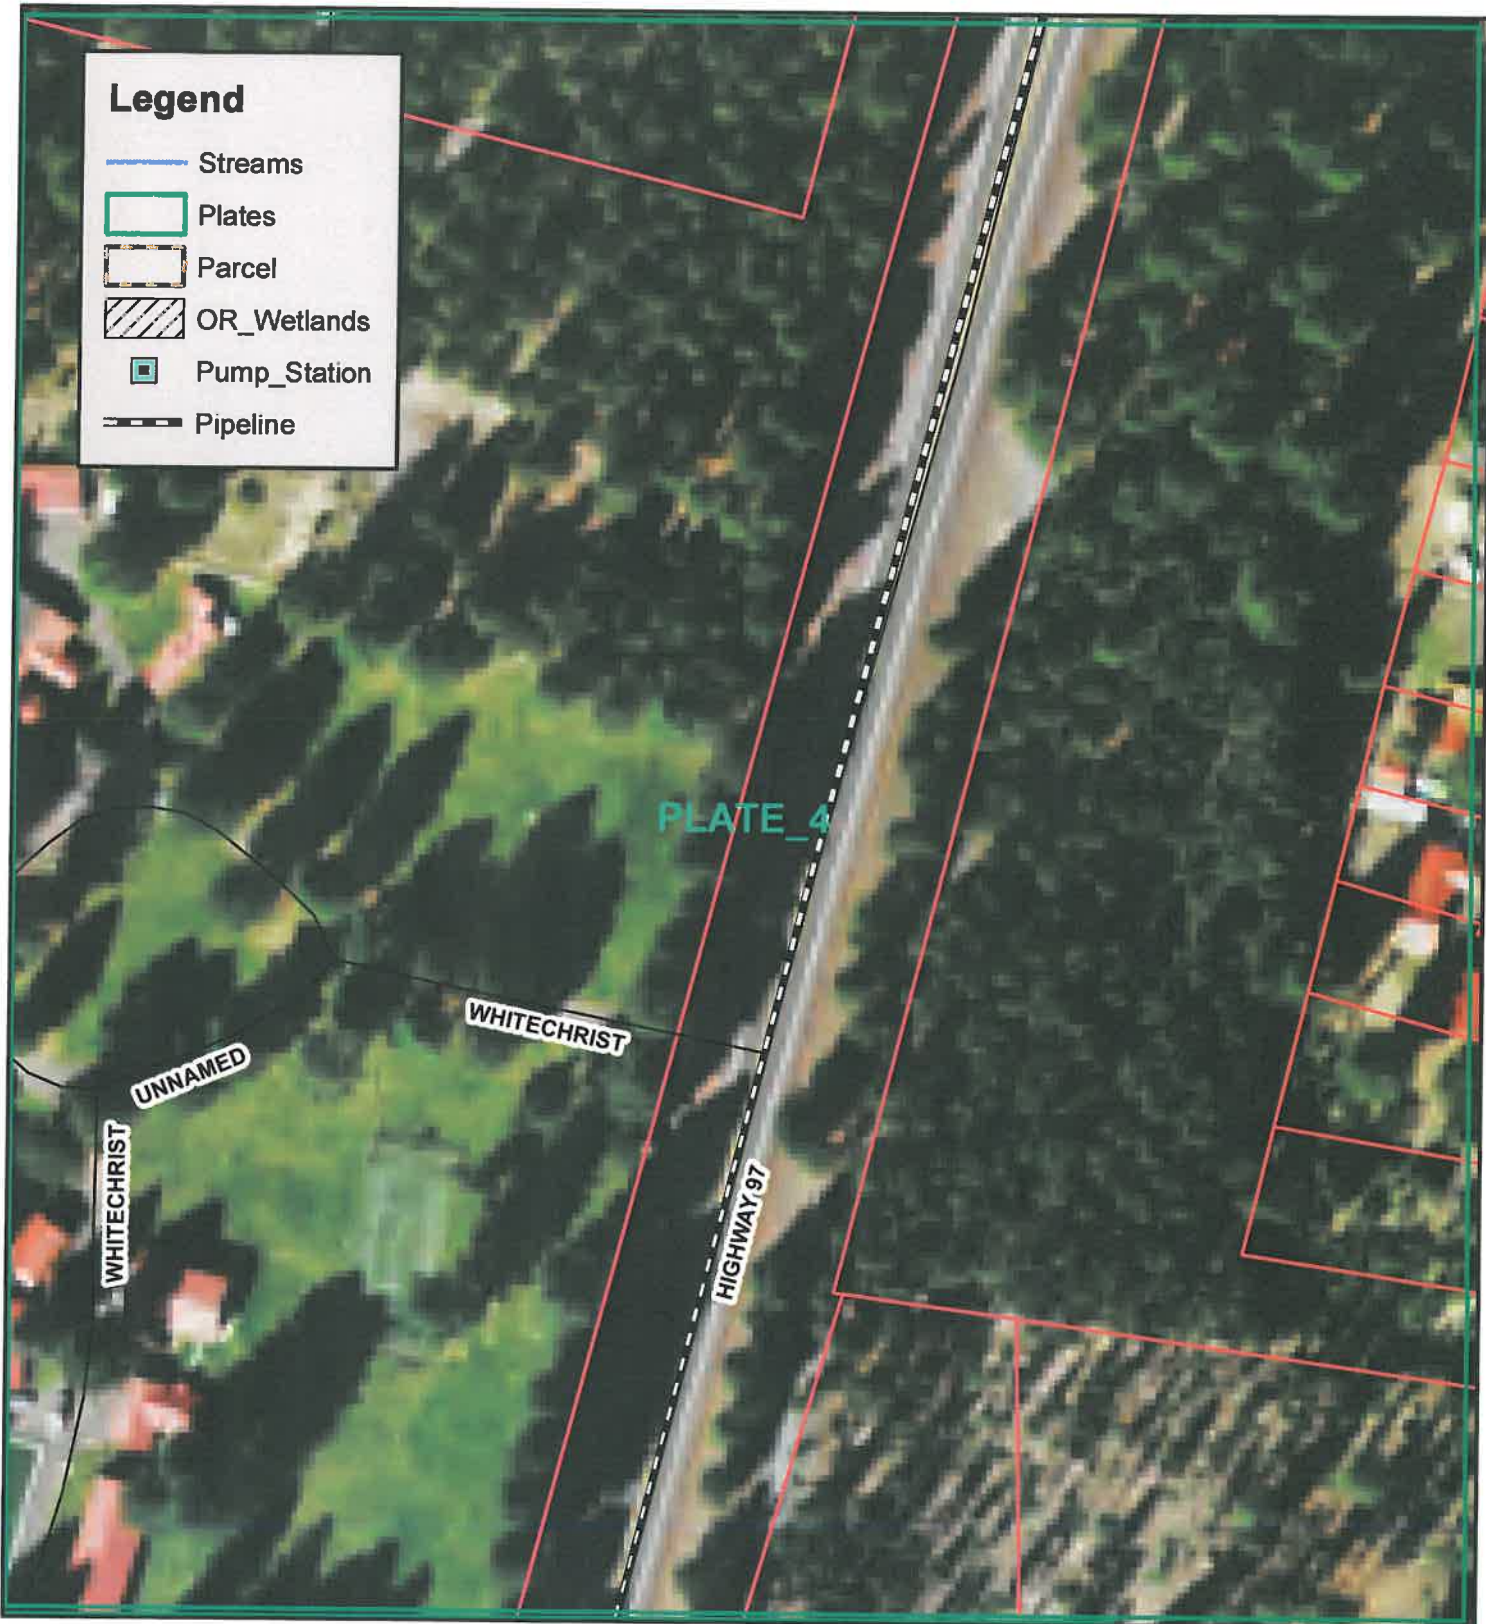 Legend
Streams
Plates
Parcel
OR_Wetlands
Pump_Station
Pipeline
PLATE_4
WHITECHRIST
UNNAMED
WHITECHRIST
HIGHWAY 97